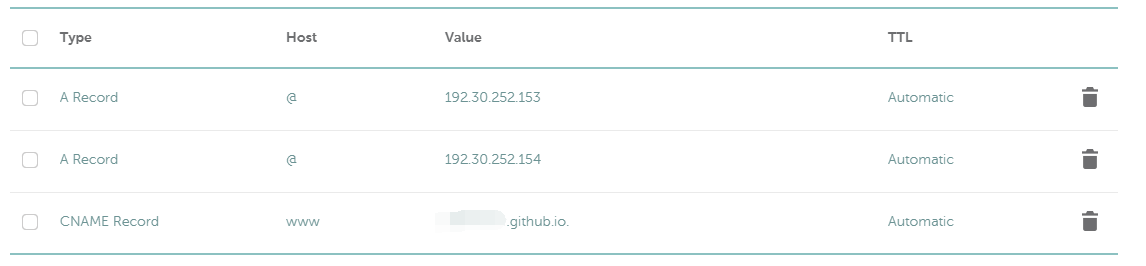 Type Host Value TTL
A Record @ 192.30.252.153 Automatic
A Record @ 192.30.252.154 Automatic
CNAME Record www .github.io. Automatic